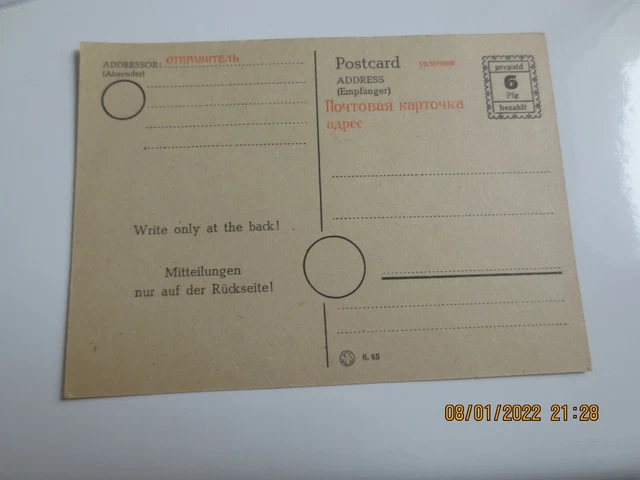 ADDRESSOR: ОТПРАВИТЕЛЬ
(Absender)
Postcard
ADDRESS
(Empfänger)
Почтовая карточка
адрес
prepaid
6
Pfg
bezahlt
Write only at the back!
Mitteilungen
nur auf der Rückseite!
6. 45
08/01/2022 21:28